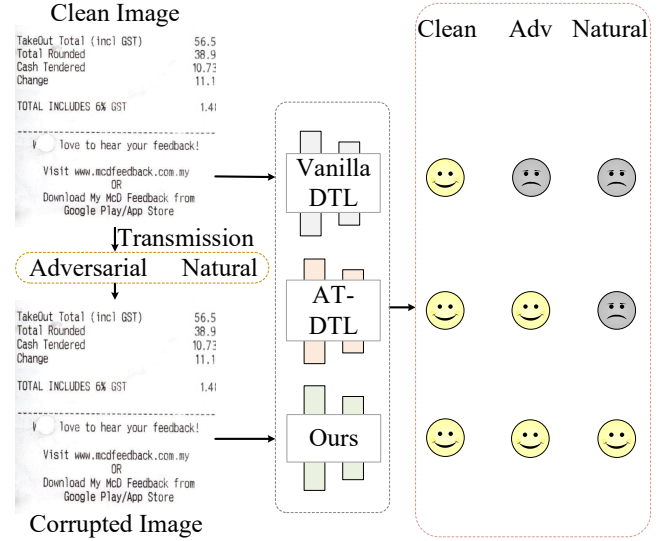 Clean Image
TakeOut Total (incl GST) 56.5
Total Rounded 38.9
Cash Tendered 10.73
Change 11.1
TOTAL INCLUDES 6% GST 1.4
love to hear your feedback!
Visit www.mcdfeedback.com.my
OR
Download My McD Feedback from
Google Play/App Store
Transmission
Adversarial Natural
TakeOut Total (incl GST) 56.5
Total Rounded 38.9
Cash Tendered 10.73
Change 11.1
TOTAL INCLUDES 6% GST 1.4
love to hear your feedback!
Visit www.mcdfeedback.com.my
OR
Download My McD Feedback from
Google Play/App Store
Corrupted Image
Vanilla
DTL
AT-
DTL
Ours
Clean Adv Natural